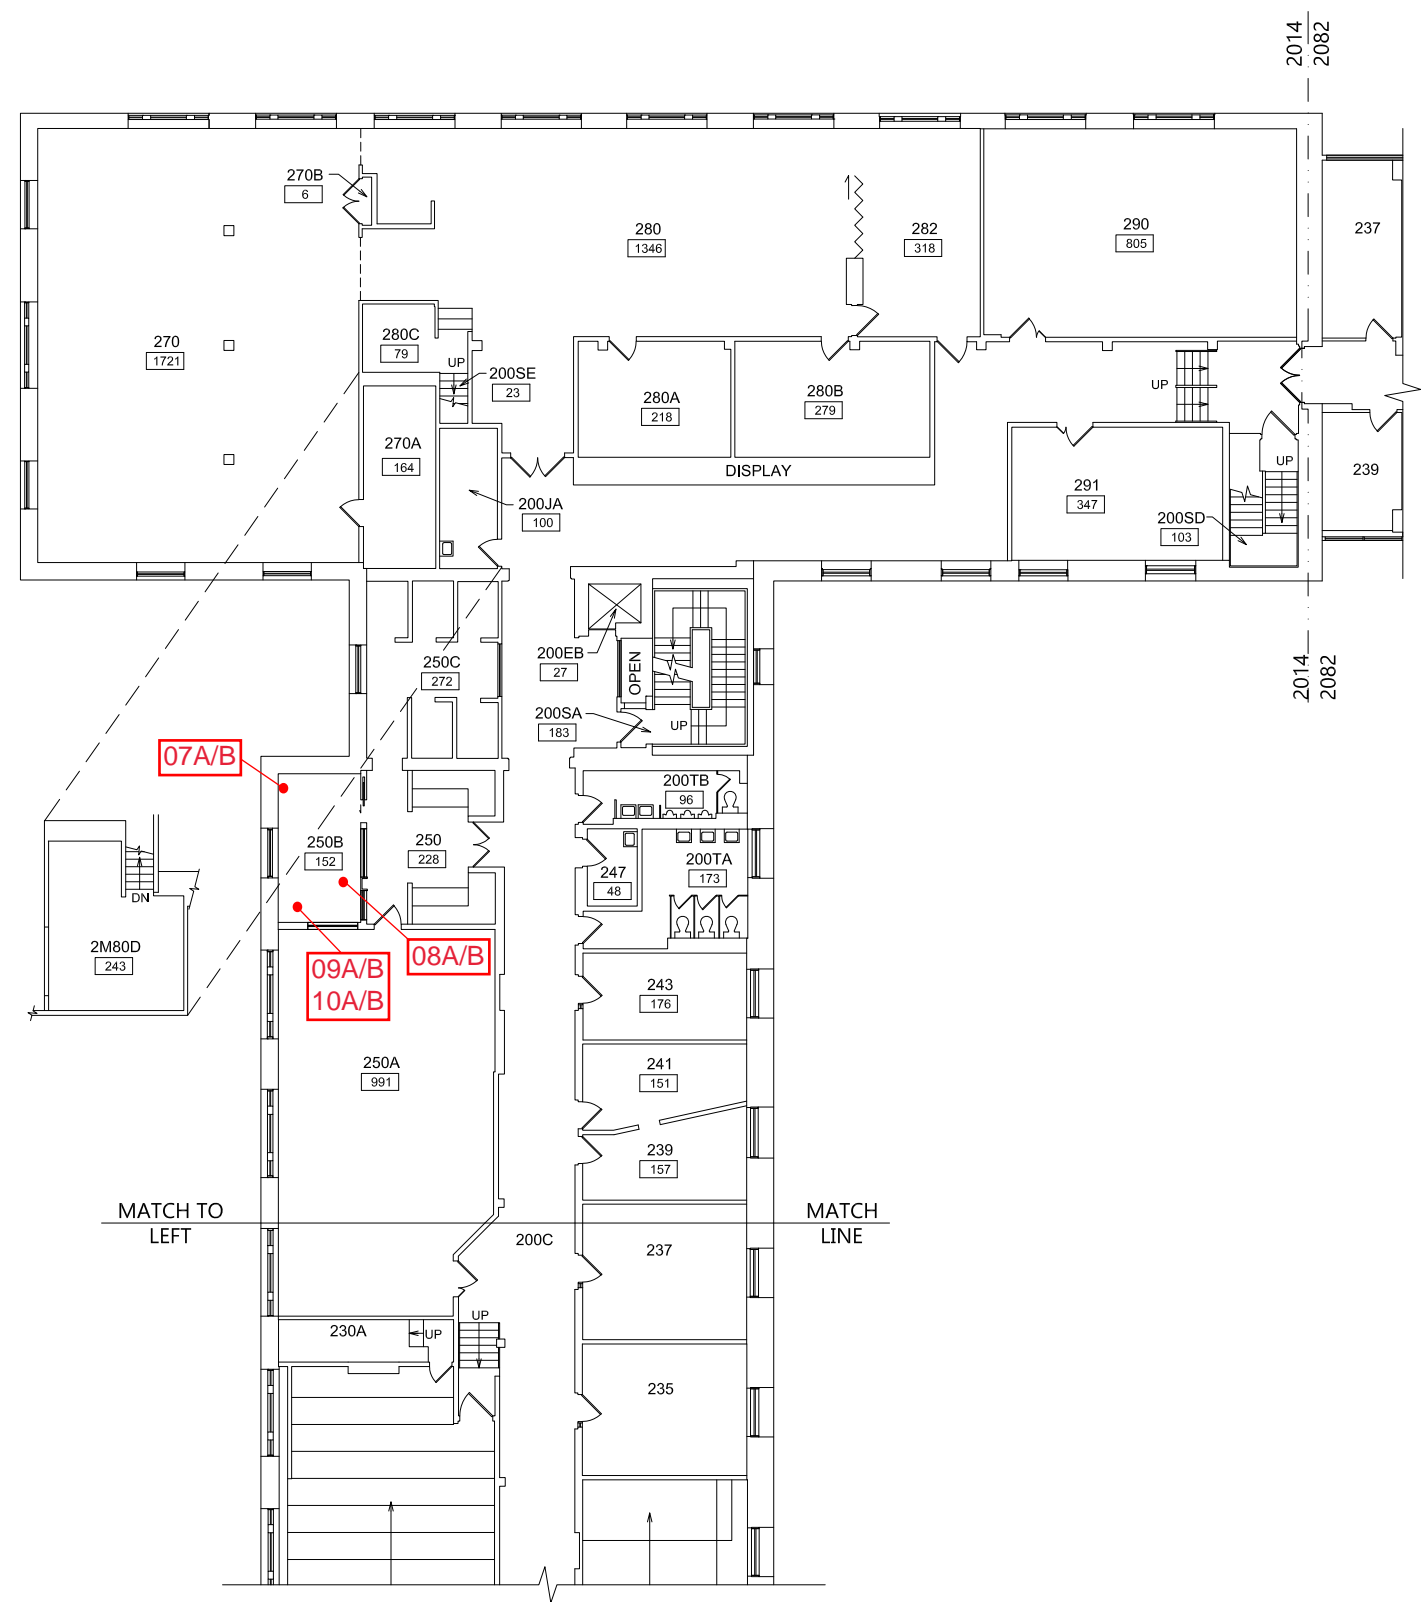 2014
2082
270B
6
280
1346
282
318
290
805
237
270
1721
280C
79
UP
200SE
23
280A
218
280B
279
UP
270A
164
DISPLAY
UP
239
291
347
200JA
100
200SD
103
250C
272
200EB
27
OPEN
2014
2082
200SA
183
UP
07A/B
200TB
96
250B
152
250
228
247
48
200TA
173
DN
2M80D
243
09A/B
10A/B
08A/B
243
176
250A
991
241
151
239
157
MATCH TO
LEFT
MATCH
LINE
200C
237
230A
UP
UP
235